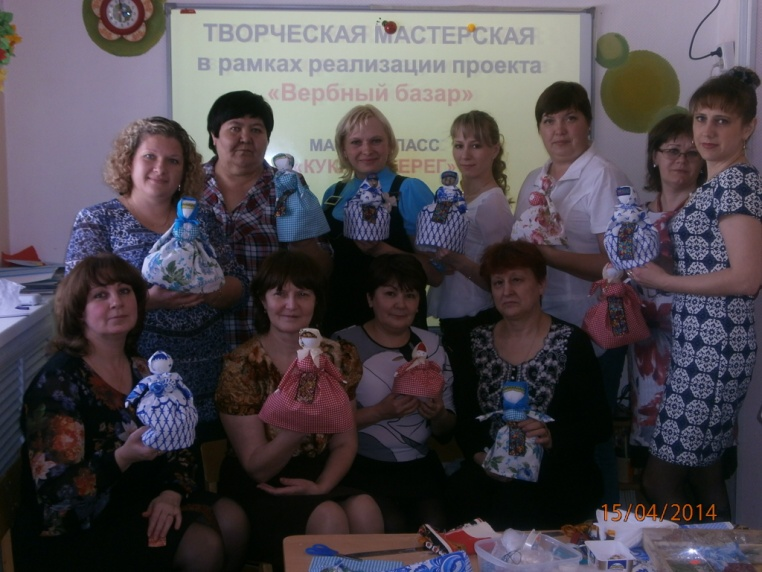 ТВОРЧЕСКАЯ МАСТЕРСКАЯ
в рамках реализации проекта
«Вербный базар»
15/04/2014